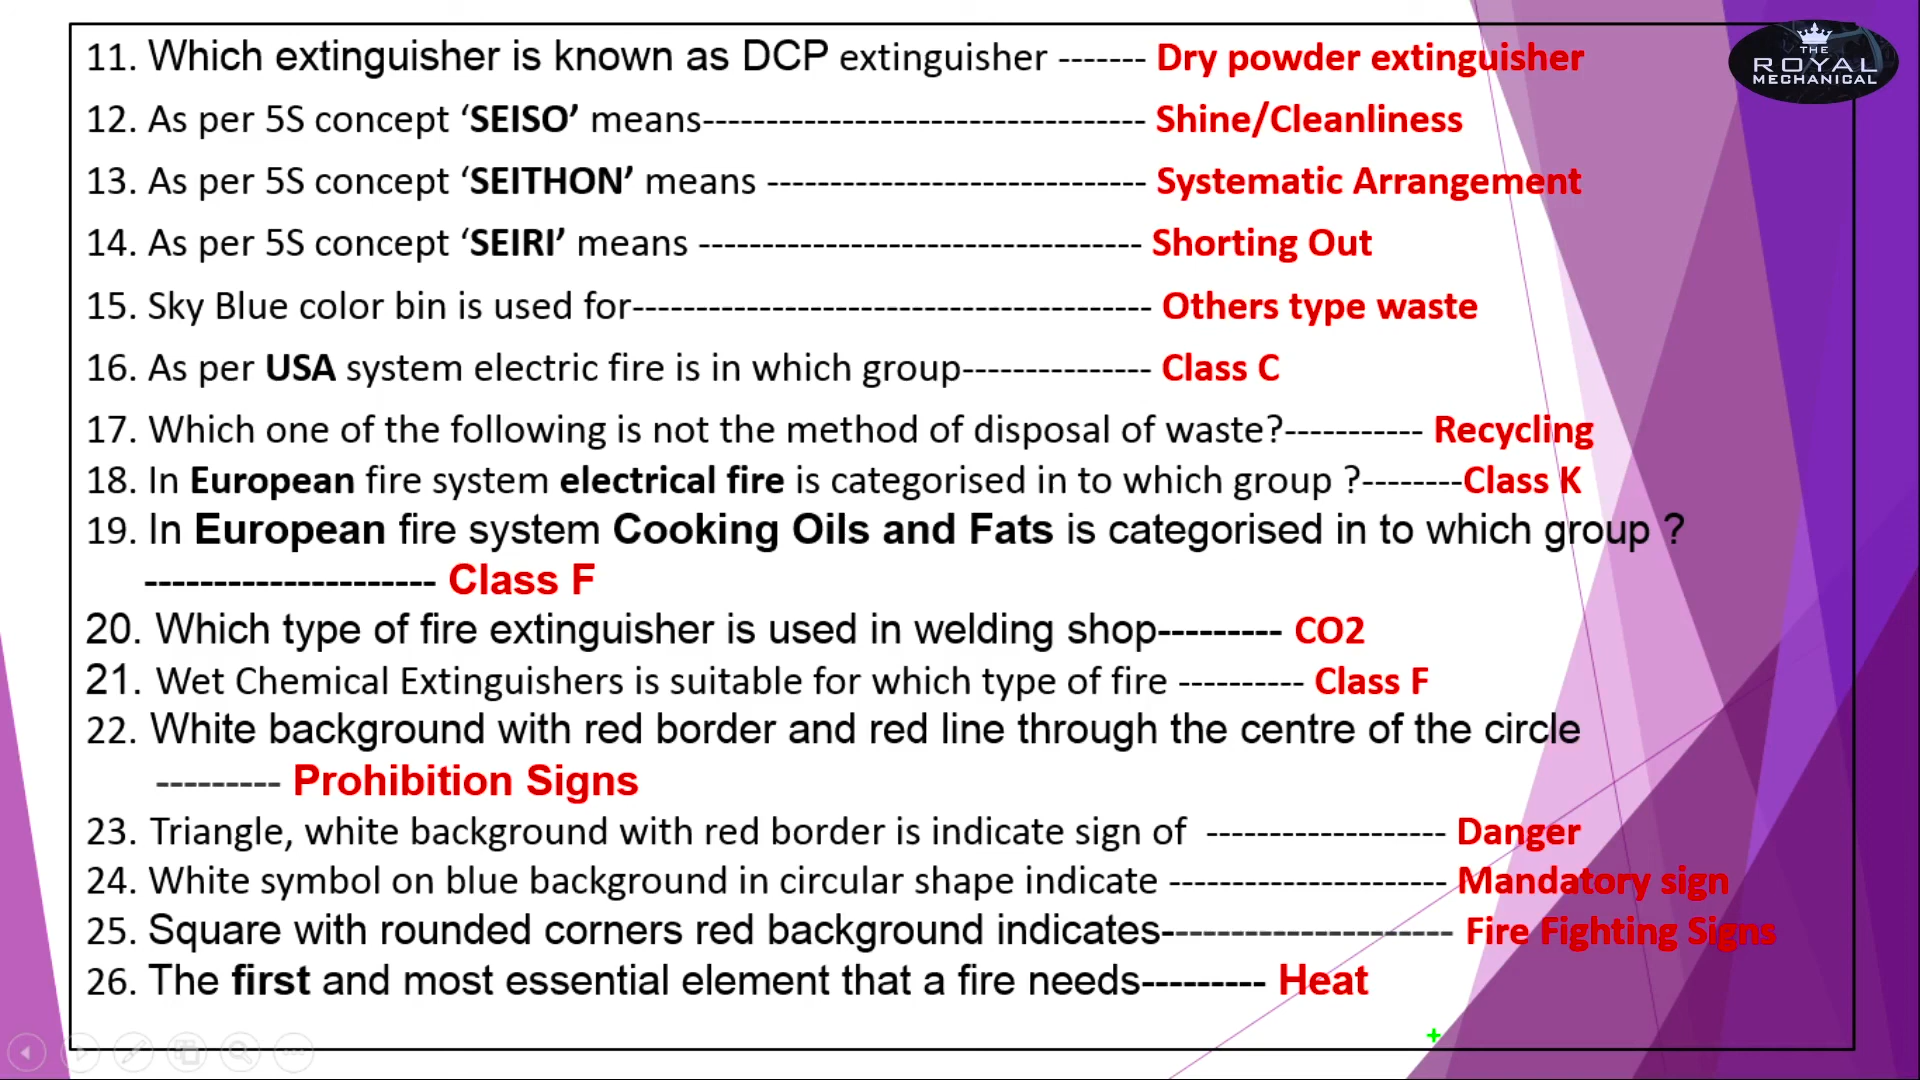 11. Which extinguisher is known as DCP extinguisher ------- Dry powder extinguisher
THE
ROYAL
MECHANICAL
12. As per 5S concept ‘SEISO’ means----------------------------------- Shine/Cleanliness
13. As per 5S concept ‘SEITHON’ means ------------------------------ Systematic Arrangement
14. As per 5S concept ‘SEIRI’ means ----------------------------------- Shorting Out
15. Sky Blue color bin is used for----------------------------------------- Others type waste
16. As per USA system electric fire is in which group--------------- Class C
17. Which one of the following is not the method of disposal of waste?----------- Recycling
18. In European fire system electrical fire is categorised in to which group ?--------Class K
19. In European fire system Cooking Oils and Fats is categorised in to which group ?
--------------------- Class F
20. Which type of fire extinguisher is used in welding shop--------- CO2
21. Wet Chemical Extinguishers is suitable for which type of fire ---------- Class F
22. White background with red border and red line through the centre of the circle
--------- Prohibition Signs
23. Triangle, white background with red border is indicate sign of ------------------- Danger
24. White symbol on blue background in circular shape indicate ---------------------- Mandatory sign
25. Square with rounded corners red background indicates--------------------- Fire Fighting Signs
26. The first and most essential element that a fire needs--------- Heat